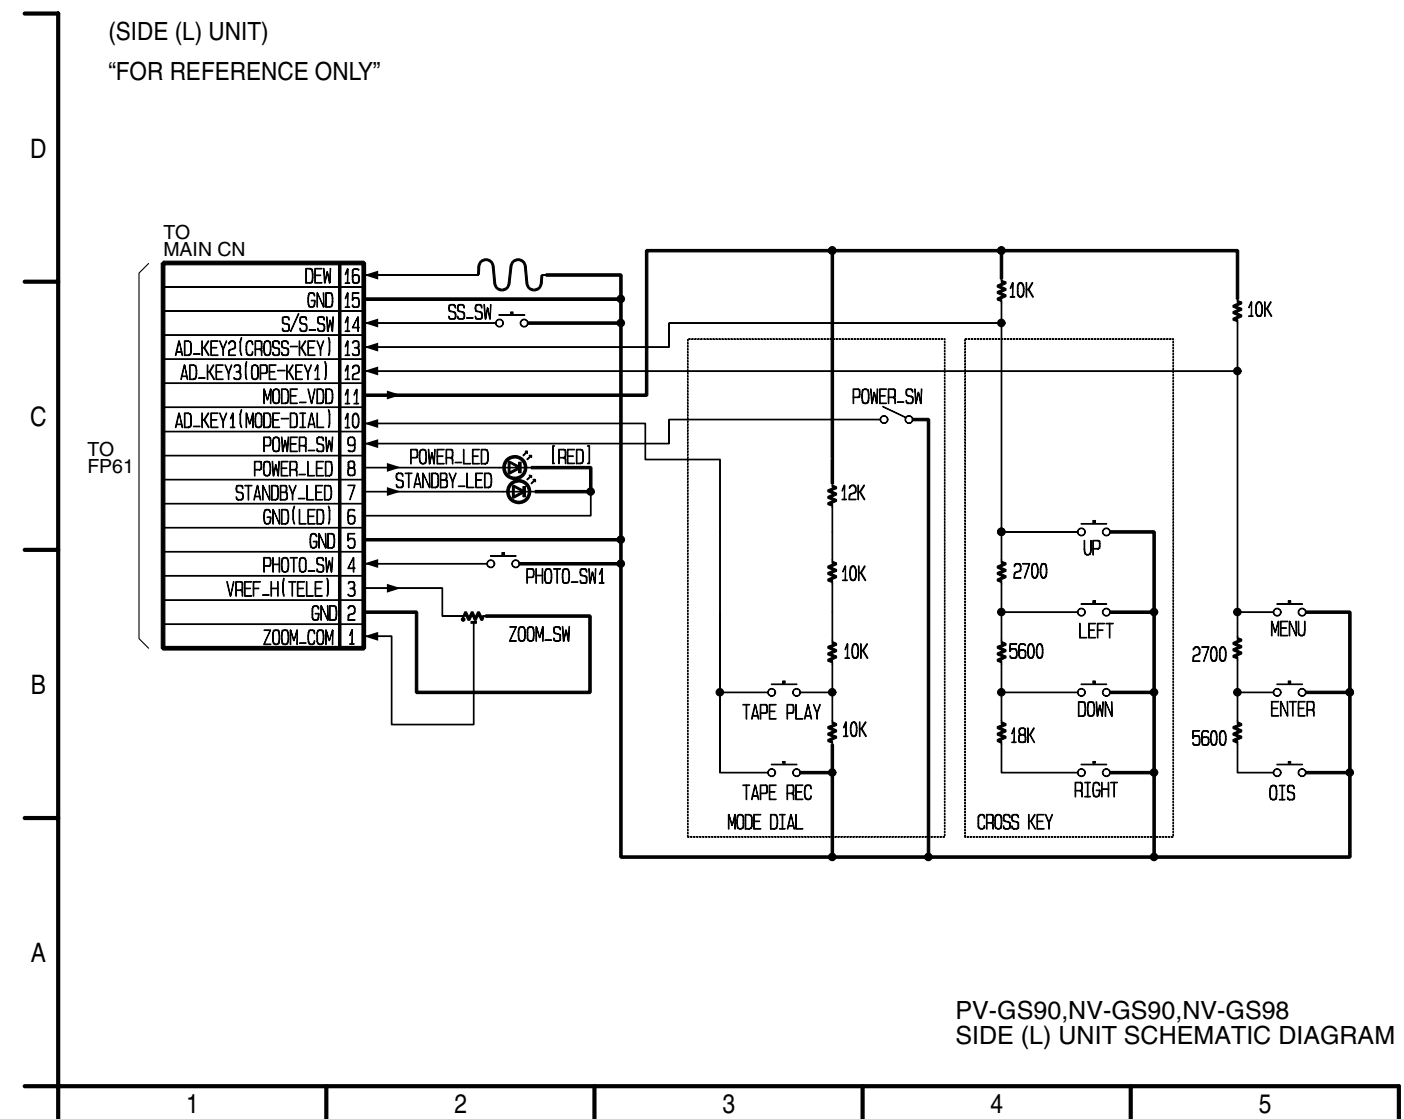 (SIDE (L) UNIT)
“FOR REFERENCE ONLY”
D
C
B
A
TO
MAIN CN
TO
FP61
DEW 16
GND 15
S/S_SW 14
AD_KEY2(CROSS-KEY) 13
AD_KEY3(OPE-KEY1) 12
MODE_VDD 11
AD_KEY1(MODE-DIAL) 10
POWER_SW 9
POWER_LED 8
STANDBY_LED 7
GND(LED) 6
GND 5
PHOTO_SW 4
VREF_H(TELE) 3
GND 2
ZOOM_COM 1
SS_SW
POWER_LED [RED]
STANDBY_LED
PHOTO_SW1
ZOOM_SW
POWER_SW
12K
10K
10K
10K
TAPE PLAY
TAPE REC
MODE DIAL
10K
UP
2700
LEFT
5600
DOWN
18K
RIGHT
CROSS KEY
10K
MENU
2700
ENTER
5600
OIS
PV-GS90,NV-GS90,NV-GS98
SIDE (L) UNIT SCHEMATIC DIAGRAM
1 2 3 4 5